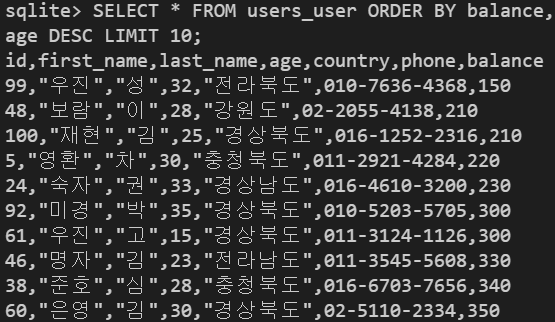 sqlite> SELECT * FROM users_user ORDER BY balance,
age DESC LIMIT 10;
id,first_name,last_name,age,country,phone,balance
99,"우진","성",32,"전라북도",010-7636-4368,150
48,"보람","이",28,"강원도",02-2055-4138,210
100,"재현","김",25,"경상북도",016-1252-2316,210
5,"영환","차",30,"충청북도",011-2921-4284,220
24,"숙자","권",33,"경상남도",016-4610-3200,230
92,"미경","박",35,"경상북도",010-5203-5705,300
61,"우진","고",15,"경상북도",011-3124-1126,300
46,"명자","김",23,"전라남도",011-3545-5608,330
38,"준호","심",28,"충청북도",016-6703-7656,340
60,"은영","김",30,"경상북도",02-5110-2334,350